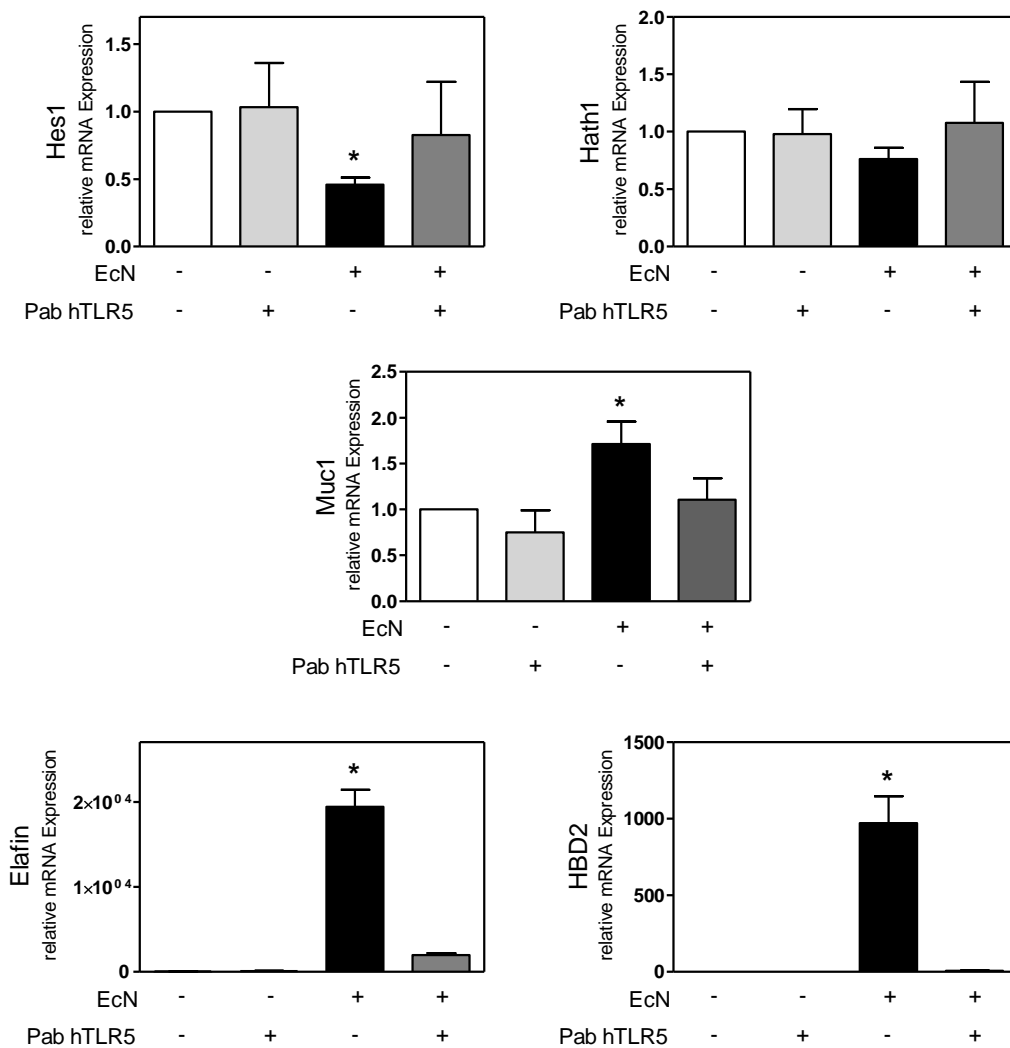 Hes1
relative mRNA Expression
1.5
1.0
0.5
0.0
*
EcN - - + +
Pab hTLR5 - + - +
Hath1
relative mRNA Expression
2.0
1.5
1.0
0.5
0.0
EcN - - + +
Pab hTLR5 - + - +
Muc1
relative mRNA Expression
2.5
2.0
1.5
1.0
0.5
0.0
*
EcN - - + +
Pab hTLR5 - + - +
Elafin
relative mRNA Expression
2×10⁰⁴
1×10⁰⁴
0
*
EcN - - + +
Pab hTLR5 - + - +
HBD2
relative mRNA Expression
1500
1000
500
0
*
EcN - - + +
Pab hTLR5 - + - +